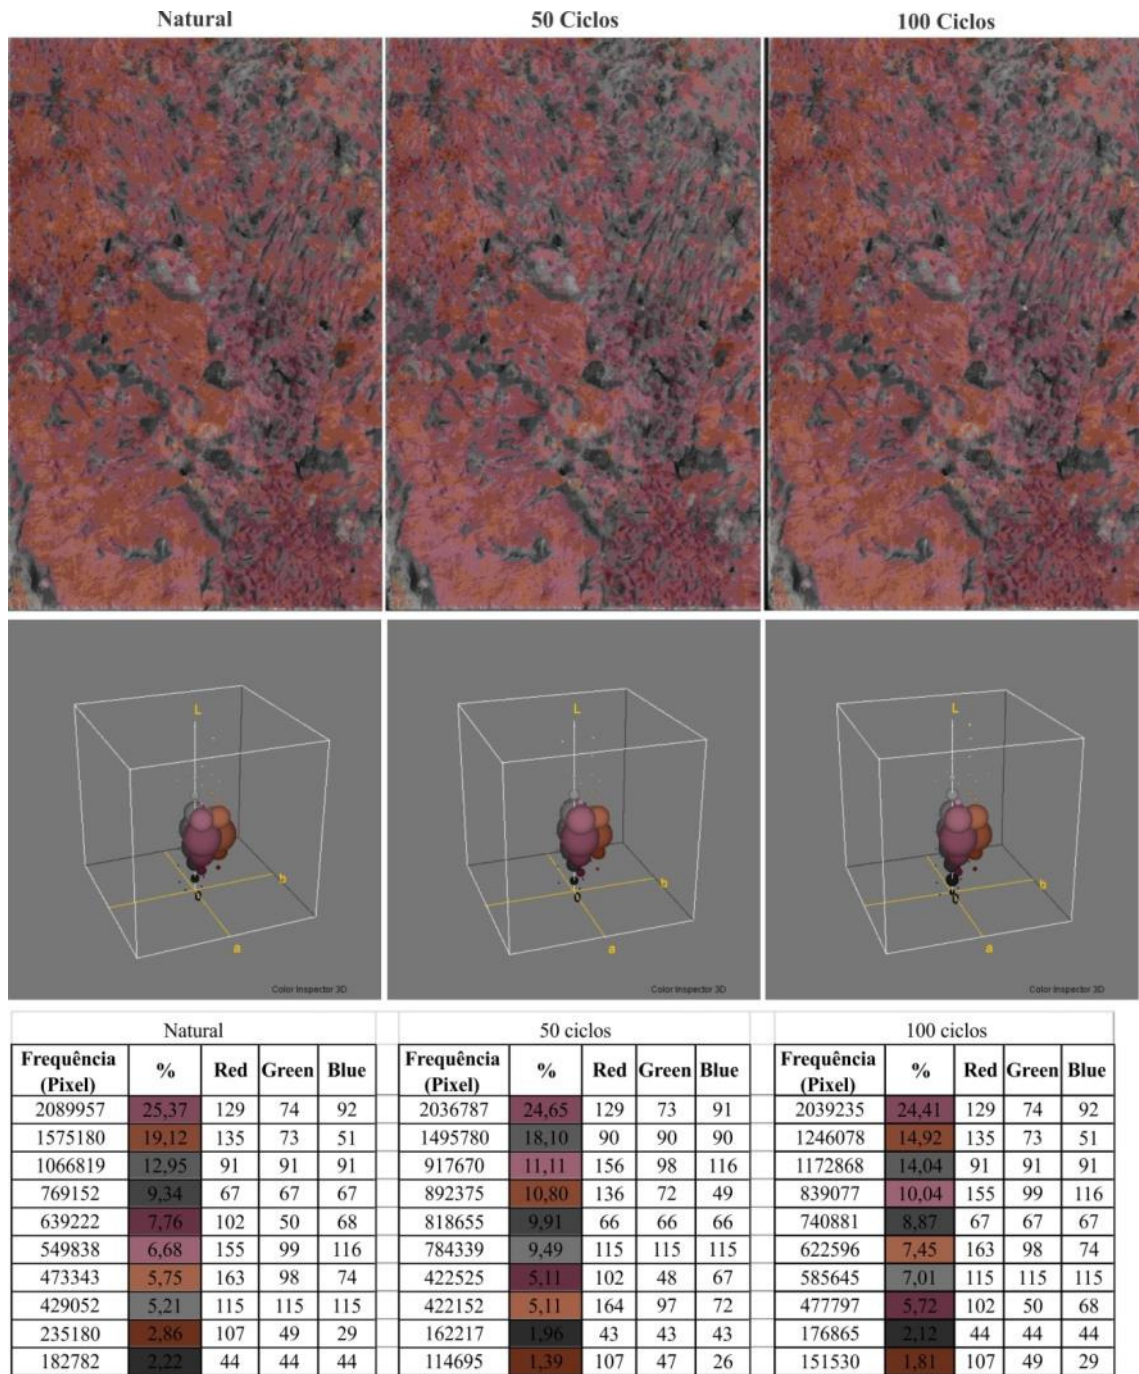 Natural 50 Ciclos 100 Ciclos
L b 0 a Color Inspector 3D
L b 0 a Color Inspector 3D
L b 0 a Color Inspector 3D
Natural 50 ciclos 100 ciclos
Frequência (Pixel) % Red Green Blue Frequência (Pixel) % Red Green Blue Frequência (Pixel) % Red Green Blue
2089957 25,37 129 74 92 2036787 24,65 129 73 91 2039235 24,41 129 74 92
1575180 19,12 135 73 51 1495780 18,10 90 90 90 1246078 14,92 135 73 51
1066819 12,95 91 91 91 917670 11,11 156 98 116 1172868 14,04 91 91 91
769152 9,34 67 67 67 892375 10,80 136 72 49 839077 10,04 155 99 116
639222 7,76 102 50 68 818655 9,91 66 66 66 740881 8,87 67 67 67
549838 6,68 155 99 116 784339 9,49 115 115 115 622596 7,45 163 98 74
473343 5,75 163 98 74 422525 5,11 102 48 67 585645 7,01 115 115 115
429052 5,21 115 115 115 422152 5,11 164 97 72 477797 5,72 102 50 68
235180 2,86 107 49 29 162217 1,96 43 43 43 176865 2,12 44 44 44
182782 2,22 44 44 44 114695 1,39 107 47 26 151530 1,81 107 49 29